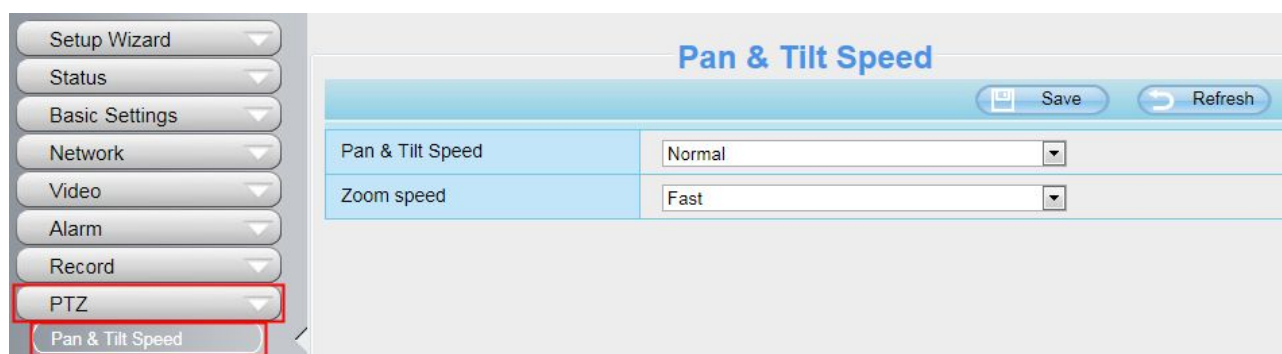 Setup Wizard
Status
Basic Settings
Network
Video
Alarm
Record
PTZ
Pan & Tilt Speed
Pan & Tilt Speed
Save Refresh
Pan & Tilt Speed Normal
Zoom speed Fast